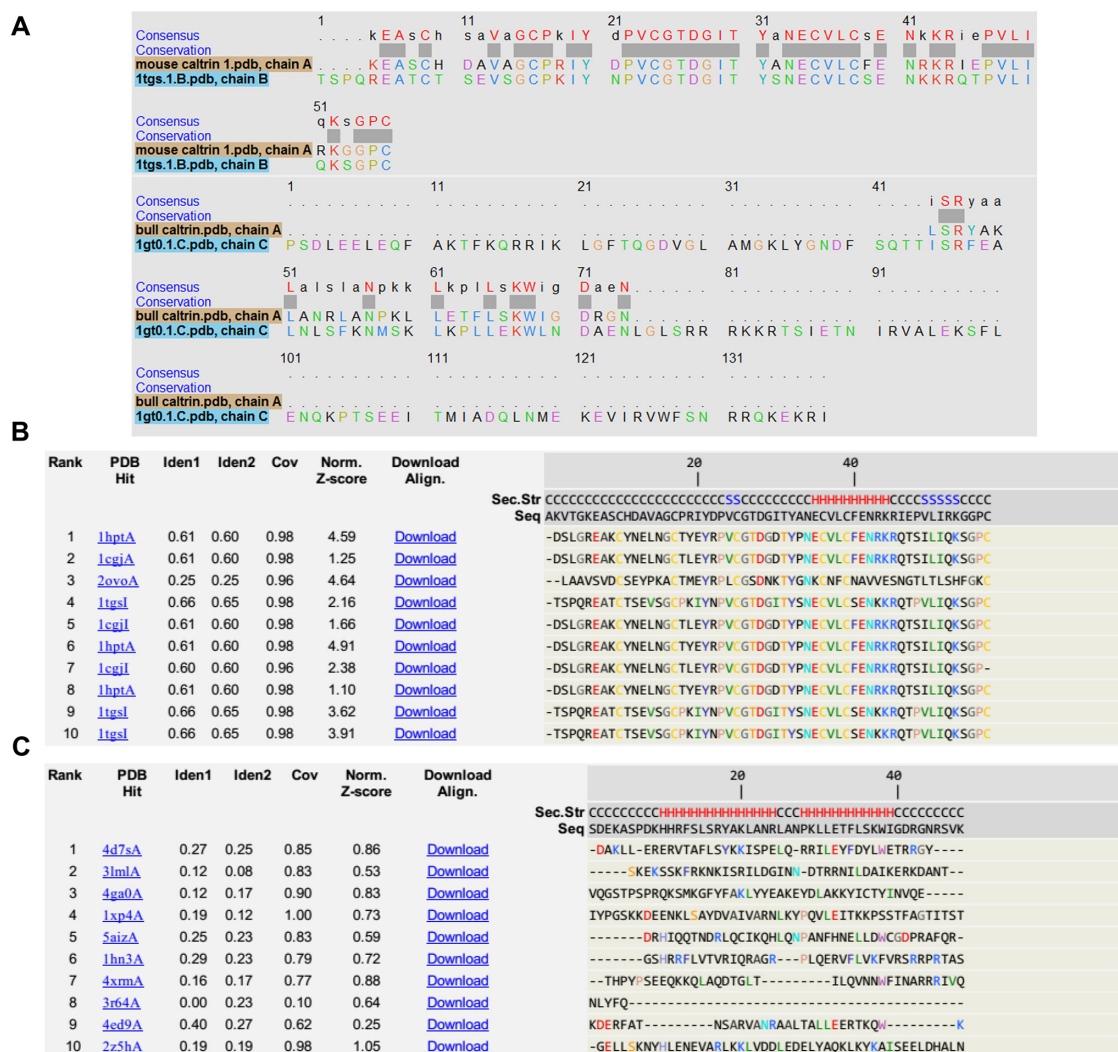 A
1 11 21 31 41
Consensus . . . . k E A s C h s a V a G C P k I Y d P V C G T D G I T Y a N E C V L C s E N k K R i e P V L I
Conservation
mouse caltrin 1.pdb, chain A . . . . K E A S C H D A V A G C P R I Y D P V C G T D G I T Y A N E C V L C F E N R K R I E P V L I
1tgs.1.B.pdb, chain B T S P Q R E A T C T S E V S G C P K I Y N P V C G T D G I T Y S N E C V L C S E N K K R Q T P V L I
51
Consensus q K s G P C
Conservation
mouse caltrin 1.pdb, chain A R K G G P C
1tgs.1.B.pdb, chain B Q K S G P C
1 11 21 31 41
Consensus . . . . . . . . . . . . . . . . . . . . . . . . . . . . . . . . . . . . . . . . . . . . i S R y a a
Conservation
bull caltrin.pdb, chain A . . . . . . . . . . . . . . . . . . . . . . . . . . . . . . . . . . . . . . . . . . . . L S R Y A K
1gt0.1.C.pdb, chain C P S D L E E L E Q F A K T F K Q R R I K L G F T Q G D V G L A M G K L Y G N D F S Q T T I S R F E A
51 61 71 81 91
Consensus L a l s l a N p k k L k p l L s K W i g D a e N . . . . . . . . . . . . . . . . . . . . . . . . . .
Conservation
bull caltrin.pdb, chain A L A N R L A N P K L L E T F L S K W I G D R G N . . . . . . . . . . . . . . . . . . . . . . . . . .
1gt0.1.C.pdb, chain C L N L S F K N M S K L K P L L E K W L N D A E N L G L S R R R K K R T S I E T N I R V A L E K S F L
101 111 121 131
Consensus . . . . . . . . . . . . . . . . . . . . . . . . . . . . . . . . . . . . . .
Conservation
bull caltrin.pdb, chain A . . . . . . . . . . . . . . . . . . . . . . . . . . . . . . . . . . . . . .
1gt0.1.C.pdb, chain C E N Q K P T S E E I T M I A D Q L N M E K E V I R V W F S N R R Q K E K R I
B
Rank PDB Hit Iden1 Iden2 Cov Norm. Z-score Download Align. 20 40
Sec.Str CCCCCCCCCCCCCCCCCCCCCCCSSCCCCCCCCCHHHHHHHHHHCCCCSSSSSCCCC
Seq AKVTGKEASCHDAVAGCPRIYDPVCGTDGITYANECVLCFENRKRIEPVLIRKGGPC
1 1hptA 0.61 0.60 0.98 4.59 Download -DSLGREAKCYNELNGCTYEYRPVCGTDGDTYPNECVLCFENRKRQTSILIQKSGPC
2 1cgjA 0.61 0.60 0.98 1.25 Download -DSLGREAKCYNELNGCTLEYRPVCGTDGDTYPNECVLCFENRKRQTSILIQKSGPC
3 2ovoA 0.25 0.25 0.96 4.64 Download --LAAVSVDCSEYPKACTMEYRPLCGSDNKTYGNKCNFCNAVVESNGTLTLSHFGKC
4 1tgsI 0.66 0.65 0.98 2.16 Download -TSPQREATCTSEVSGCPKIYNPVCGTDGITYSNECVLCSENKKRQTPVLIQKSGPC
5 1cgjI 0.61 0.60 0.98 1.66 Download -DSLGREAKCYNELNGCTLEYRPVCGTDGDTYPNECVLCFENRKRQTSILIQKSGPC
6 1hptA 0.61 0.60 0.98 4.91 Download -DSLGREAKCYNELNGCTYEYRPVCGTDGDTYPNECVLCFENRKRQTSILIQKSGPC
7 1cgjI 0.60 0.60 0.96 2.38 Download -DSLGREAKCYNELNGCTLEYRPVCGTDGDTYPNECVLCFENRKRQTSILIQKSGP-
8 1hptA 0.61 0.60 0.98 1.10 Download -DSLGREAKCYNELNGCTYEYRPVCGTDGDTYPNECVLCFENRKRQTSILIQKSGPC
9 1tgsI 0.66 0.65 0.98 3.62 Download -TSPQREATCTSEVSGCPKIYNPVCGTDGITYSNECVLCSENKKRQTPVLIQKSGPC
10 1tgsI 0.66 0.65 0.98 3.91 Download -TSPQREATCTSEVSGCPKIYNPVCGTDGITYSNECVLCSENKKRQTPVLIQKSGPC
C
Rank PDB Hit Iden1 Iden2 Cov Norm. Z-score Download Align. 20 40
Sec.Str CCCCCCCCCHHHHHHHHHHHHHHHCCCHHHHHHHHHHHHCCCCCCCCC
Seq SDEKASPDKHHRFSLSRYAKLANRLANPKLLETFLSKWIGDRGNRSVK
1 4d7sA 0.27 0.25 0.85 0.86 Download -DAKLL-ERERVTAFLSYKKISPELQ-RRILEYFDYLWETRRGY----
2 3lmlA 0.12 0.08 0.83 0.53 Download -----SKEKSSKFRKNKISRILDGINN-DTRRNILDAIKERKDANT--
3 4ga0A 0.12 0.17 0.90 0.83 Download VQGSTPSPRQKSMKGFYFAKLYYEAKEYDLAKKYICTYINVQE-----
4 1xp4A 0.19 0.12 1.00 0.73 Download IYPGSKKDEENKLSAYDVAIVARNLKYPQVLEITKKPSSTFAGTITST
5 5aizA 0.25 0.23 0.83 0.59 Download -------DRHIQQTNDRLQCIKQHLQNPANFHNELLDWCGDPRAFQR-
6 1hn3A 0.29 0.23 0.79 0.72 Download -------GSHRRFLVTRIQRAGR---PLQERVFLVKFVRSRRPRTAS
7 4xrmA 0.16 0.17 0.77 0.88 Download --THPYPSEEQKKQLAQDTGLT---------ILQVNNWFINARRRIVQ
8 3r64A 0.00 0.23 0.10 0.64 Download NLYFQ-------------------------------------------
9 4ed9A 0.40 0.27 0.62 0.25 Download KDERFAT---------NSARVANRAALTALLEERTKQW---------K
10 2z5hA 0.19 0.19 0.98 1.05 Download -GELLSKNYHLENEVARLKKLVDDLEDELYAQKLKYKAISEELDHALN